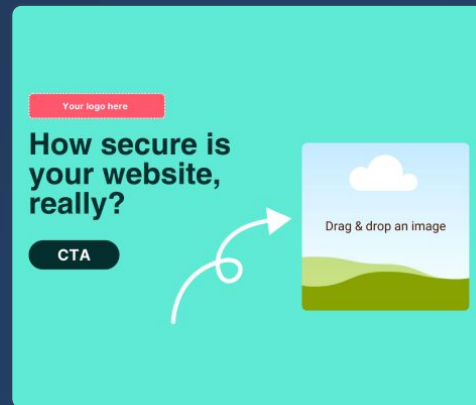 Your logo here
How secure is
your website,
really?
CTA
Drag & drop an image